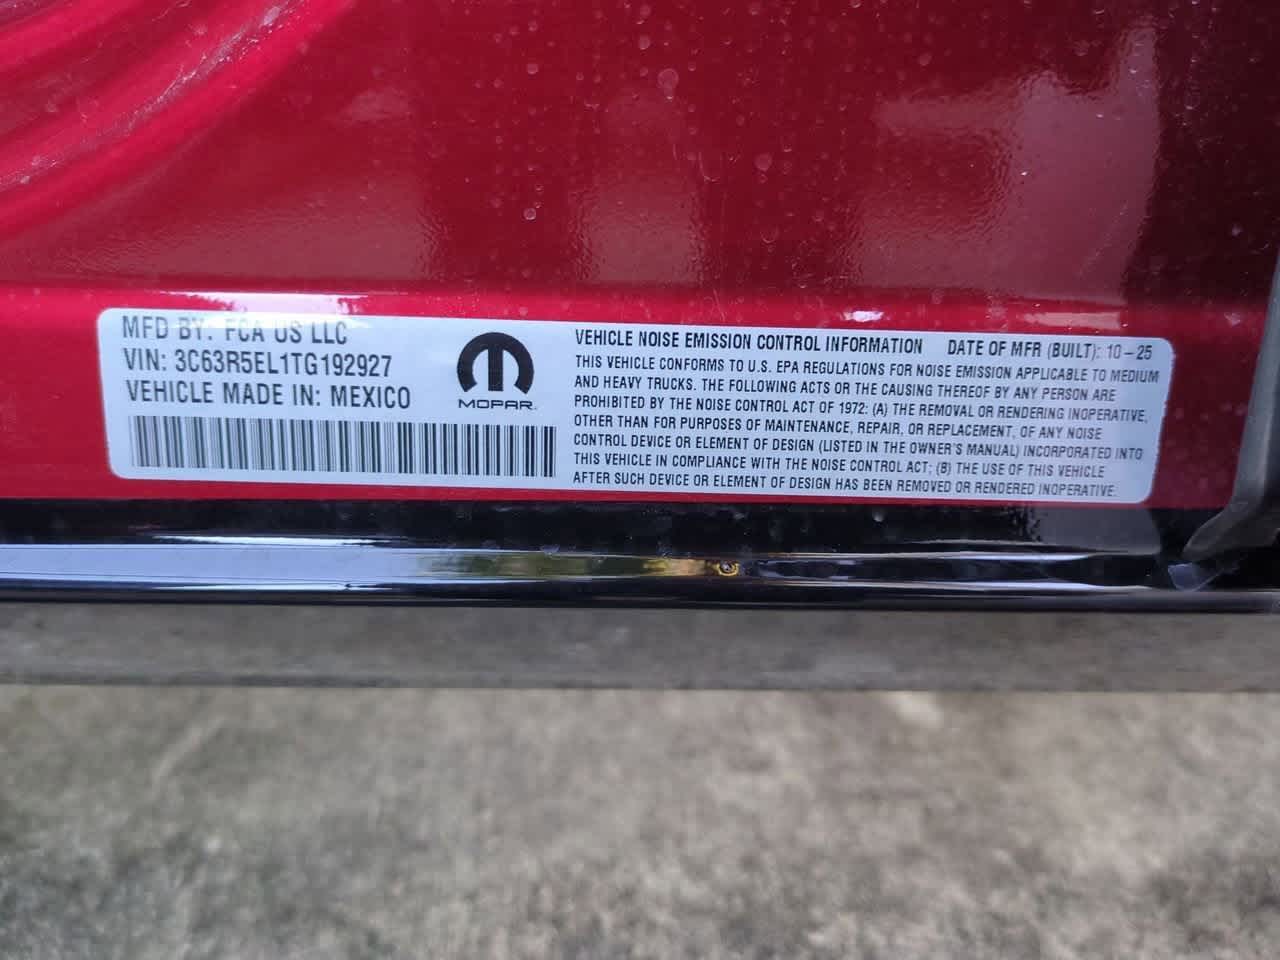 MFD BY: FCA US LLC
VIN: 3C63R5EL1TG192927
VEHICLE MADE IN: MEXICO
MOPAR
VEHICLE NOISE EMISSION CONTROL INFORMATION DATE OF MFR (BUILT): 10-25
THIS VEHICLE CONFORMS TO U.S. EPA REGULATIONS FOR NOISE EMISSION APPLICABLE TO MEDIUM
AND HEAVY TRUCKS. THE FOLLOWING ACTS OR THE CAUSING THEREOF BY ANY PERSON ARE
PROHIBITED BY THE NOISE CONTROL ACT OF 1972: (A) THE REMOVAL OR RENDERING INOPERATIVE,
OTHER THAN FOR PURPOSES OF MAINTENANCE, REPAIR, OR REPLACEMENT, OF ANY NOISE
CONTROL DEVICE OR ELEMENT OF DESIGN (LISTED IN THE OWNER'S MANUAL) INCORPORATED INTO
THIS VEHICLE IN COMPLIANCE WITH THE NOISE CONTROL ACT; (B) THE USE OF THIS VEHICLE
AFTER SUCH DEVICE OR ELEMENT OF DESIGN HAS BEEN REMOVED OR RENDERED INOPERATIVE.